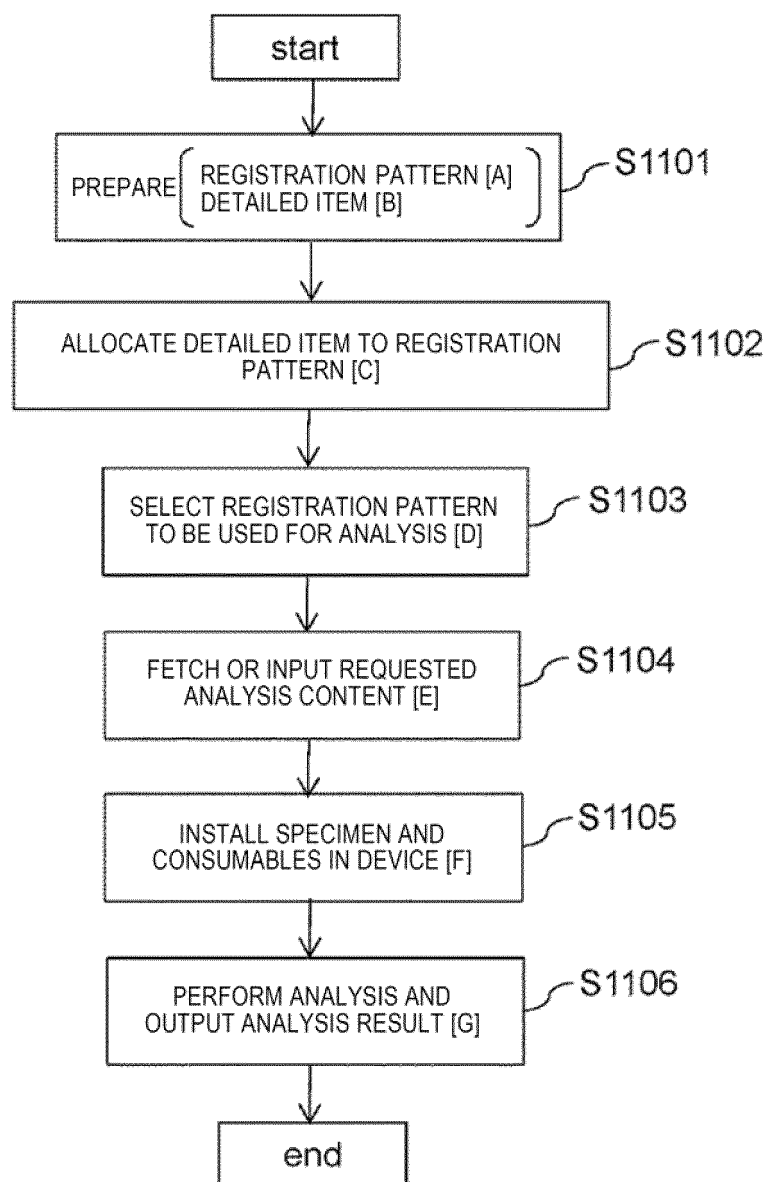 start
PREPARE
REGISTRATION PATTERN [A]
DETAILED ITEM [B]
S1101
ALLOCATE DETAILED ITEM TO REGISTRATION
PATTERN [C]
S1102
SELECT REGISTRATION PATTERN
TO BE USED FOR ANALYSIS [D]
S1103
FETCH OR INPUT REQUESTED
ANALYSIS CONTENT [E]
S1104
INSTALL SPECIMEN AND
CONSUMABLES IN DEVICE [F]
S1105
PERFORM ANALYSIS AND
OUTPUT ANALYSIS RESULT [G]
S1106
end